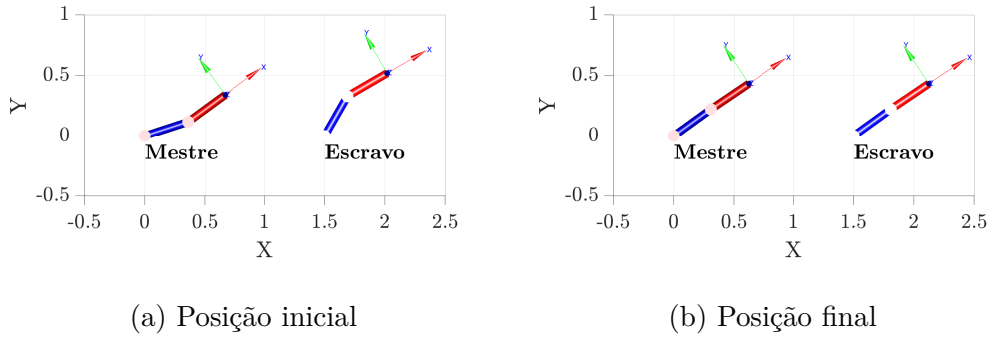 1
0.5
0
-0.5
Y
Y
X
Y
X
Mestre
Escravo
-0.5 0 0.5 1 1.5 2 2.5
X
(a) Posição inicial
1
0.5
0
-0.5
Y
Y
X
Y
X
Mestre
Escravo
-0.5 0 0.5 1 1.5 2 2.5
X
(b) Posição final